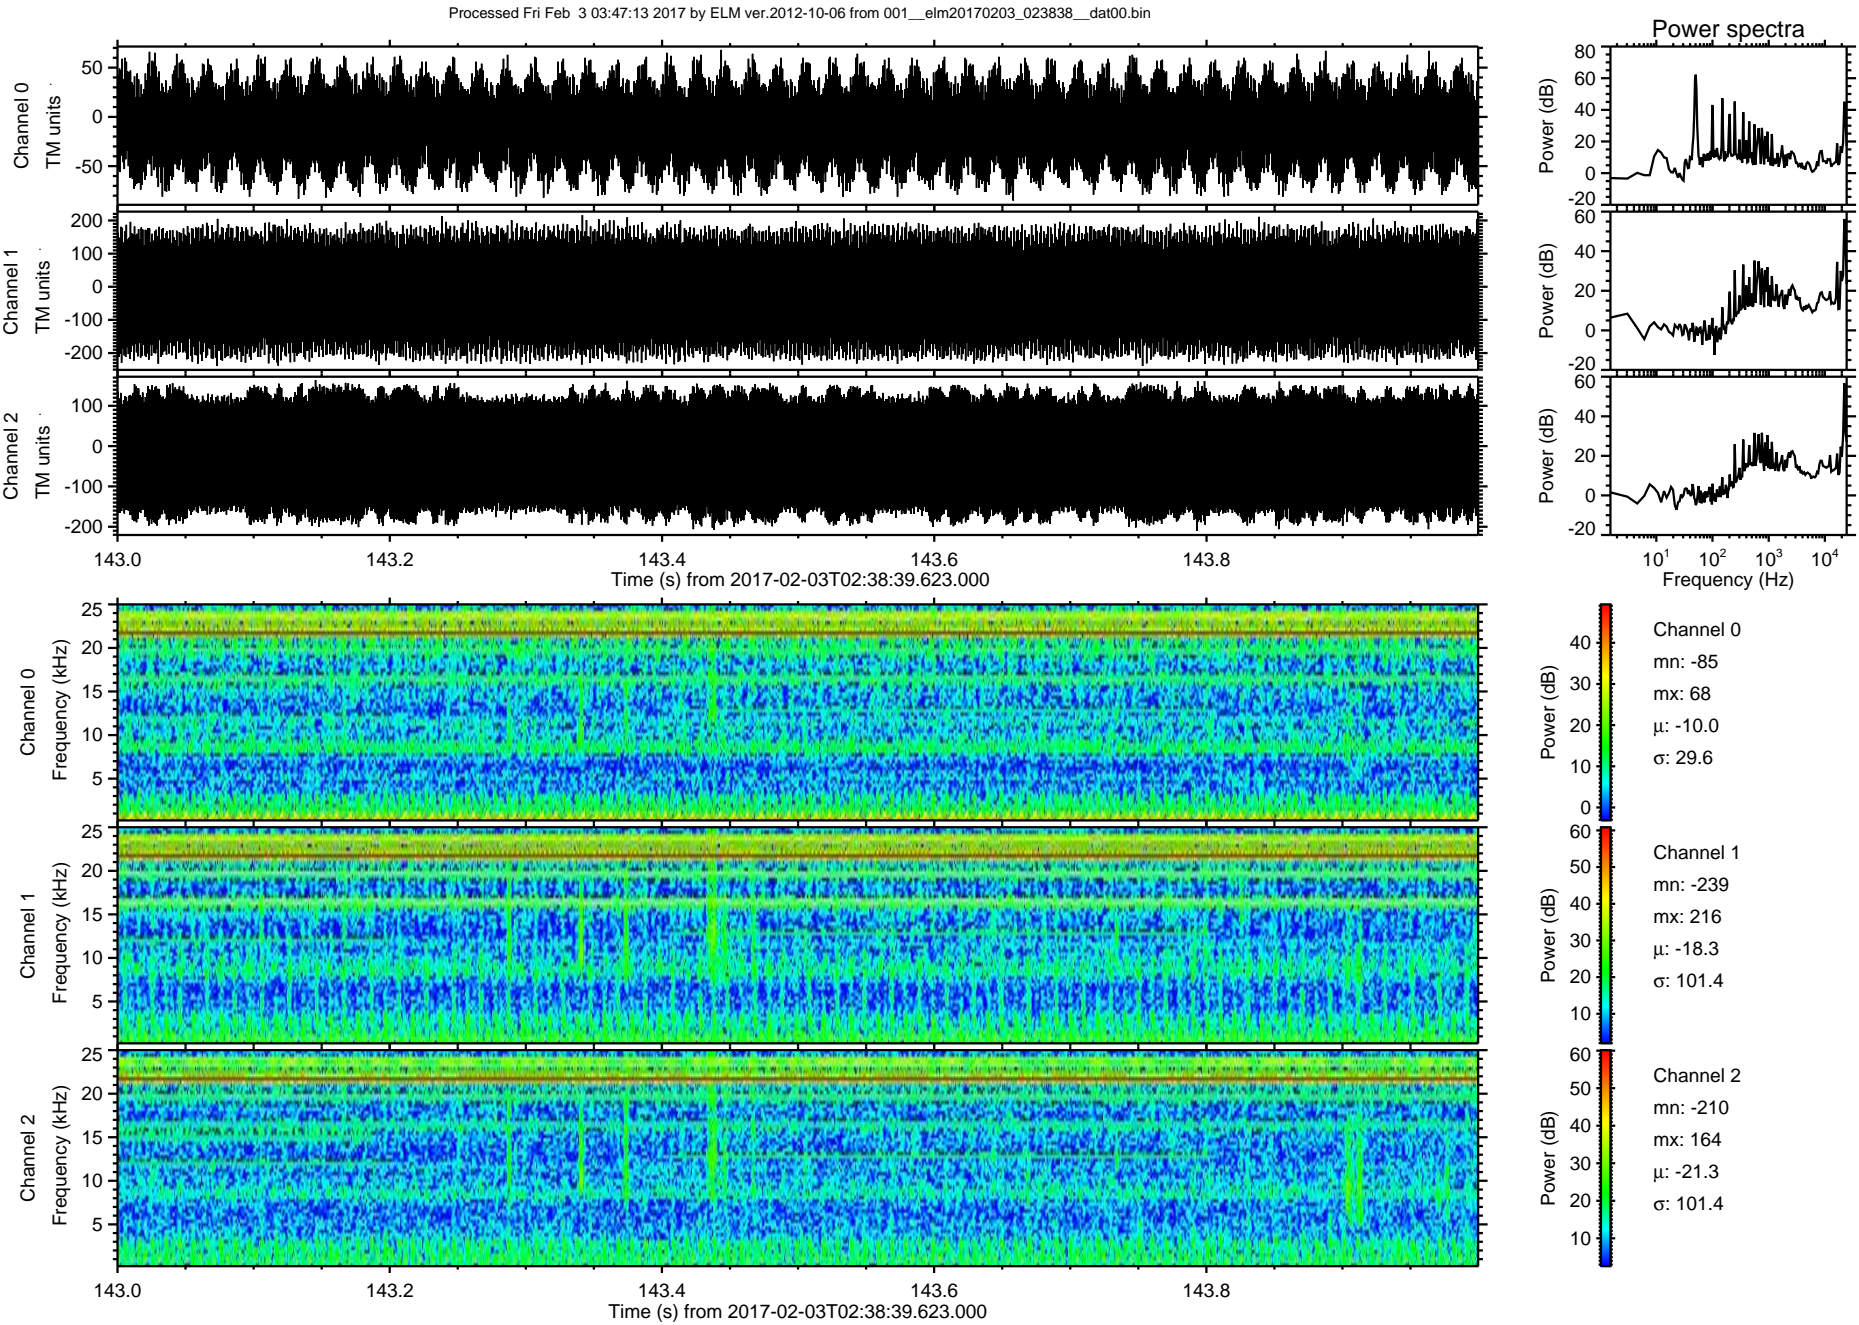 Processed Fri Feb  3 03:47:13 2017 by ELM ver.2012-10-06 from 001__elm20170203_023838__dat00.bin
Power spectra
Channel 0
TM units
50
0
-50
Power (dB)
80
60
40
20
0
-20
Channel 1
TM units
200
100
0
-100
-200
Power (dB)
60
40
20
0
-20
Channel 2
TM units
100
0
-100
-200
Power (dB)
60
40
20
0
-20
143.0 143.2 143.4 143.6 143.8
Time (s) from 2017-02-03T02:38:39.623.000
10¹ 10² 10³ 10⁴
Frequency (Hz)
Channel 0
Frequency (kHz)
25
20
15
10
5
Power (dB)
40
30
20
10
0
Channel 0
mn: -85
mx: 68
μ: -10.0
σ: 29.6
Channel 1
Frequency (kHz)
25
20
15
10
5
Power (dB)
60
50
40
30
20
10
Channel 1
mn: -239
mx: 216
μ: -18.3
σ: 101.4
Channel 2
Frequency (kHz)
25
20
15
10
5
Power (dB)
60
50
40
30
20
10
Channel 2
mn: -210
mx: 164
μ: -21.3
σ: 101.4
143.0 143.2 143.4 143.6 143.8
Time (s) from 2017-02-03T02:38:39.623.000